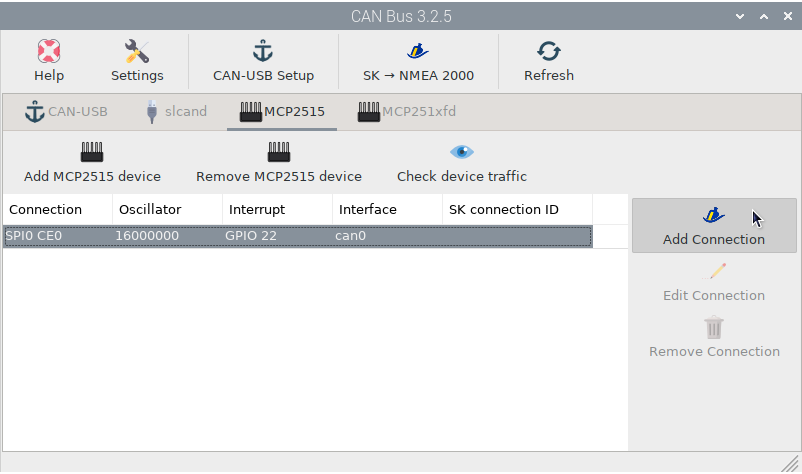 CAN Bus 3.2.5
Help Settings CAN-USB Setup SK → NMEA 2000 Refresh
CAN-USB slcand MCP2515 MCP251xfd
Add MCP2515 device Remove MCP2515 device Check device traffic
Connection Oscillator Interrupt Interface SK connection ID
SPI0 CE0 16000000 GPIO 22 can0
Add Connection
Edit Connection
Remove Connection